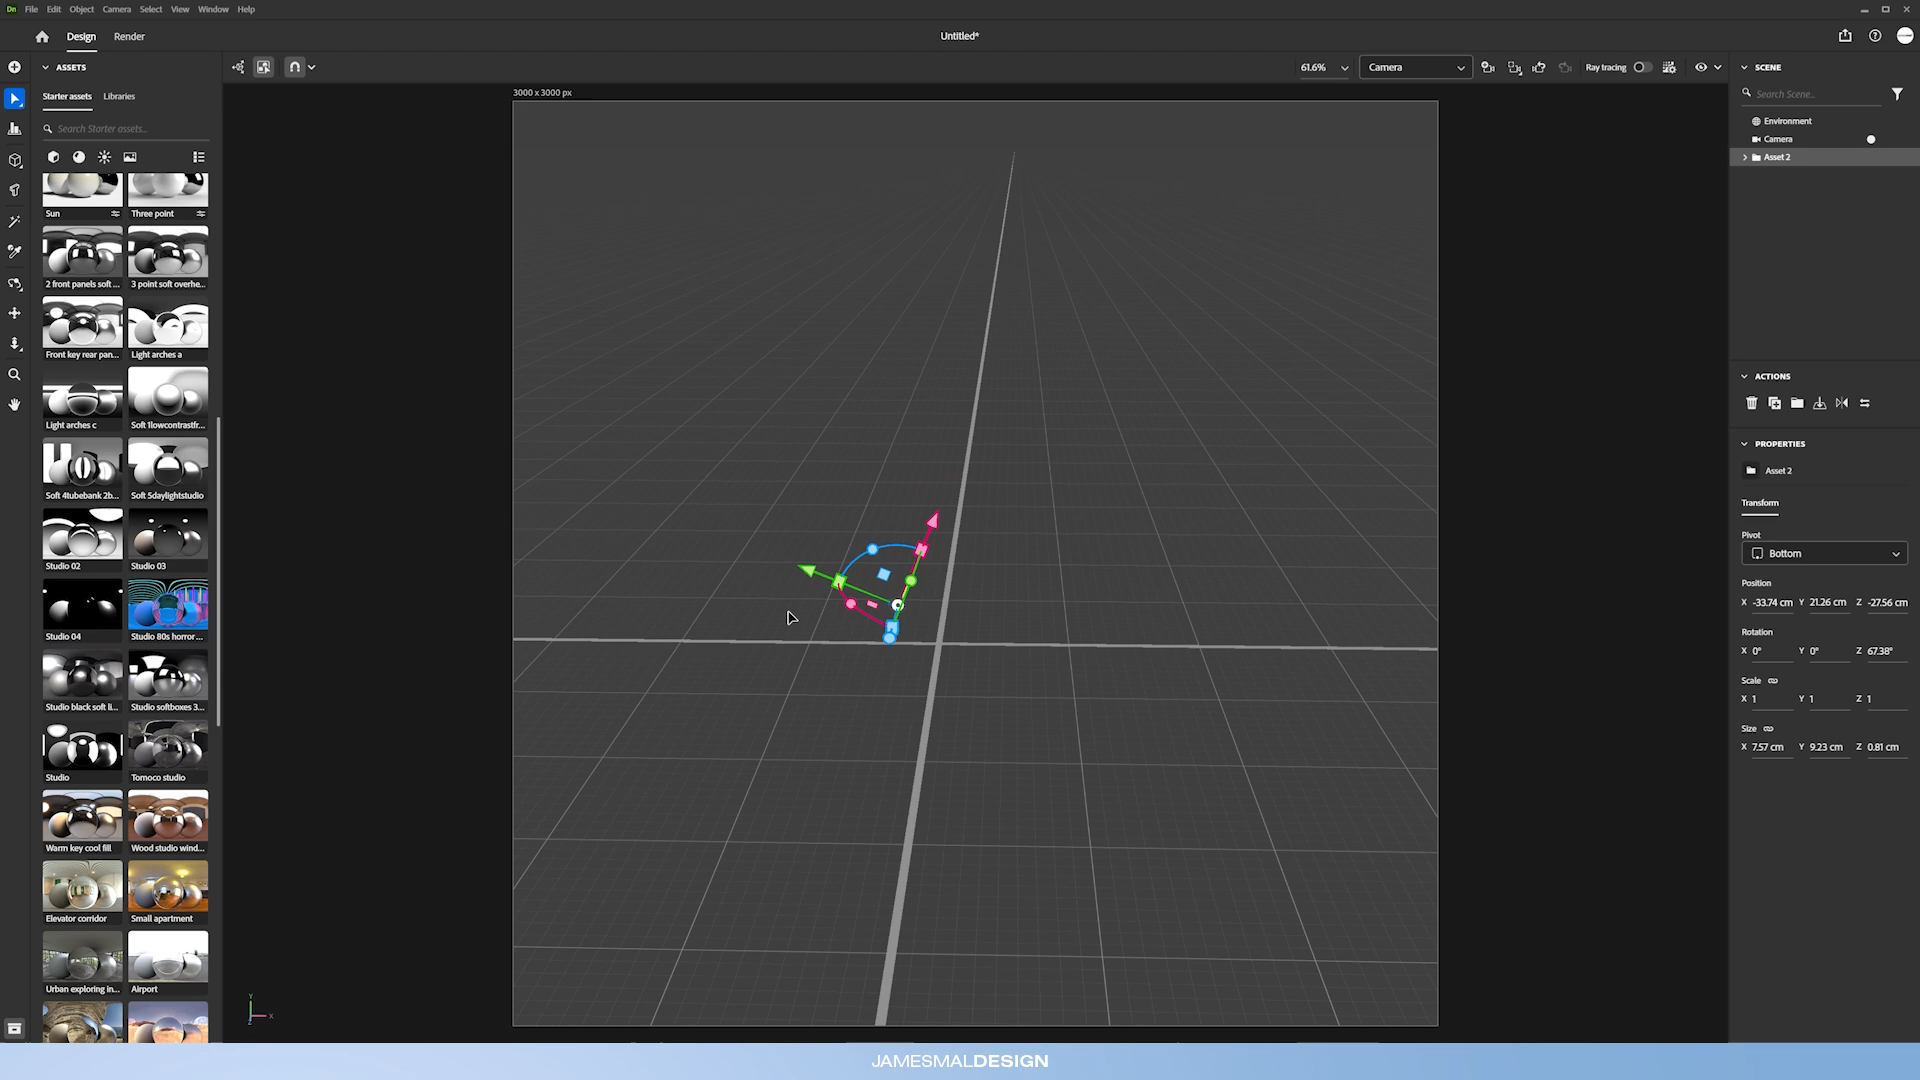 Dn File Edit Object Camera Select View Window Help
Design Render Untitled*
ASSETS
Starter assets Libraries
Search Starter assets...
Sun Three point
2 front panels soft ... 3 point soft overhe...
Front key rear pan... Light arches a
Light arches c Soft 1lowcontrastfr...
Soft 4tubebank 2b... Soft 5daylightstudio
Studio 02 Studio 03
Studio 04 Studio 80s horror ...
Studio black soft li... Studio softboxes 3...
Studio Tomoco studio
Warm key cool fill Wood studio wind...
Elevator corridor Small apartment
Urban exploring in... Airport
61.6% Camera Ray tracing
3000 x 3000 px
Y
X
Z
SCENE
Search Scene...
Environment
Camera
Asset 2
ACTIONS
PROPERTIES
Asset 2
Transform
Pivot
Bottom
Position
X -33.74 cm Y 21.26 cm Z -27.56 cm
Rotation
X 0° Y 0° Z 67.38°
Scale
X 1 Y 1 Z 1
Size
X 7.57 cm Y 9.23 cm Z 0.81 cm
JAMESMALDESIGN